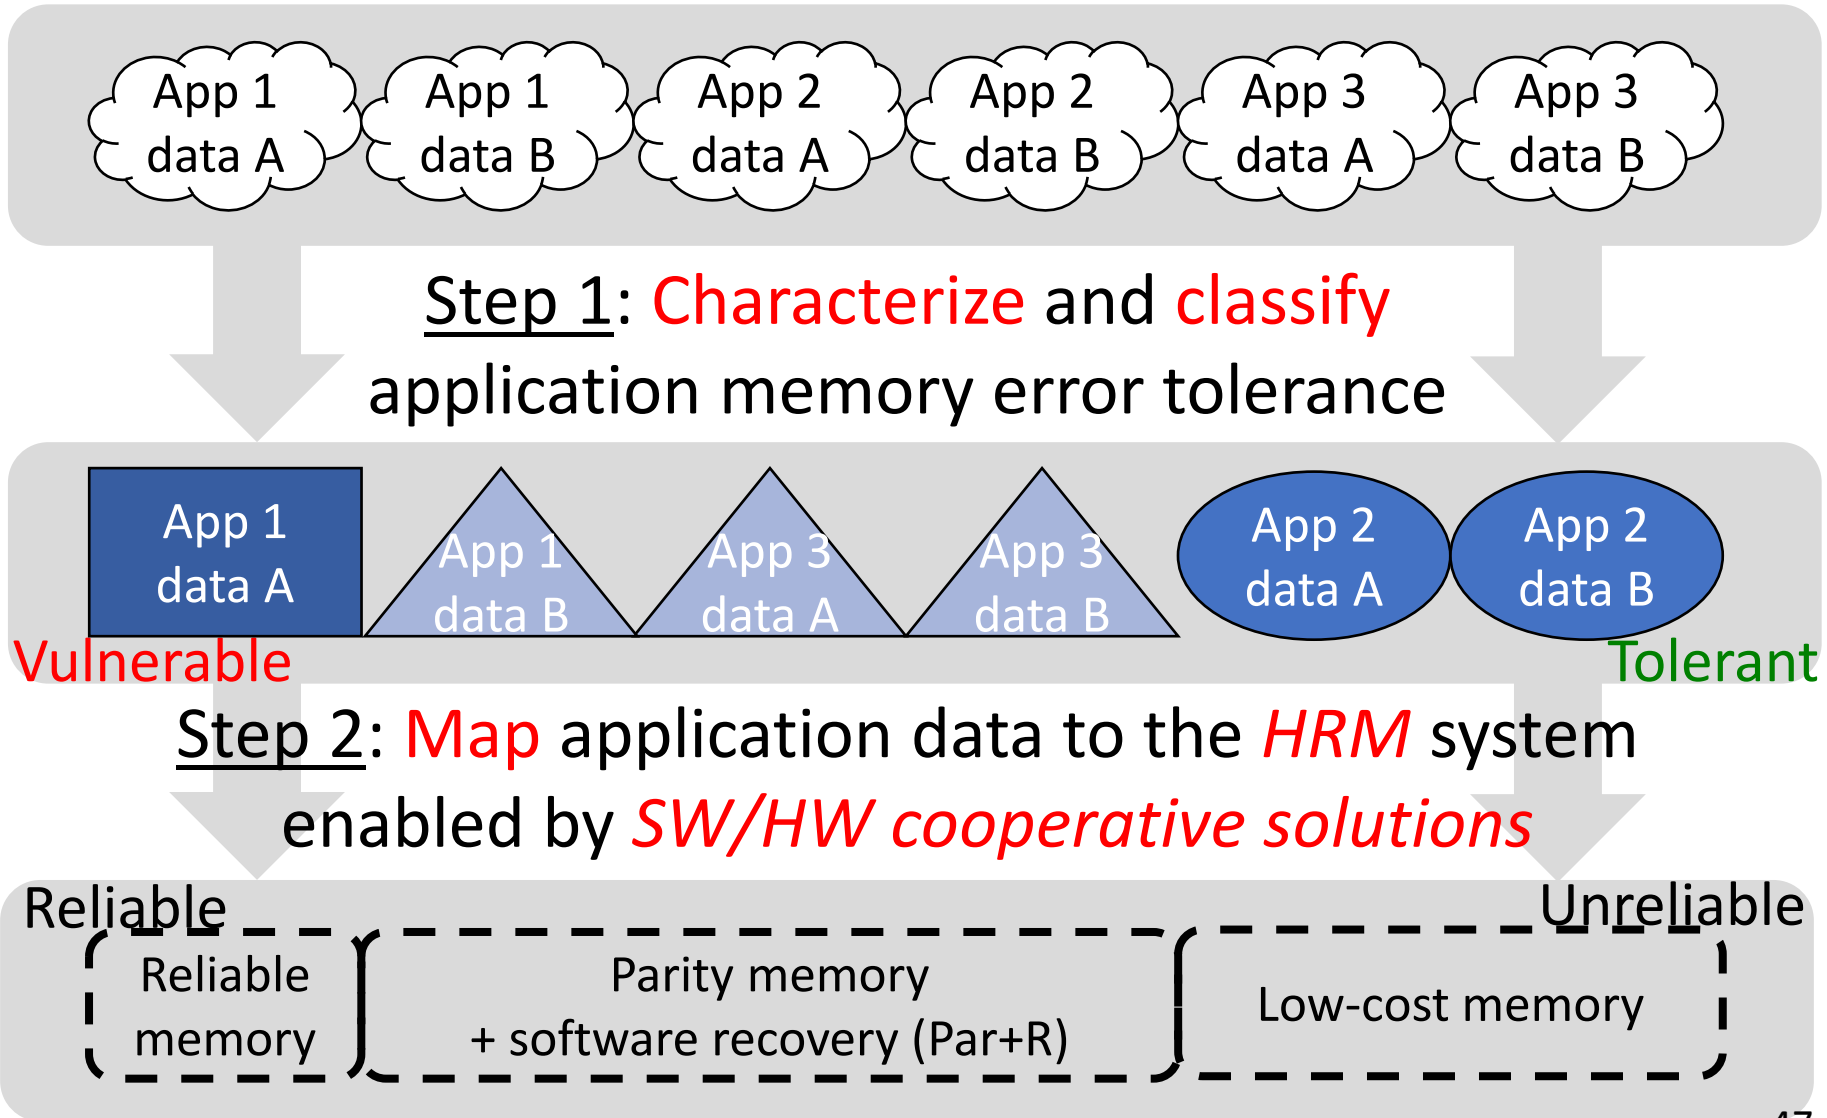 App 1
data A
App 1
data B
App 2
data A
App 2
data B
App 3
data A
App 3
data B
Step 1: Characterize and classify
application memory error tolerance
App 1
data A
App 1
data B
App 3
data A
App 3
data B
App 2
data A
App 2
data B
Vulnerable
Tolerant
Step 2: Map application data to the HRM system
enabled by SW/HW cooperative solutions
Reliable
Unreliable
Reliable
memory
Parity memory
+ software recovery (Par+R)
Low-cost memory